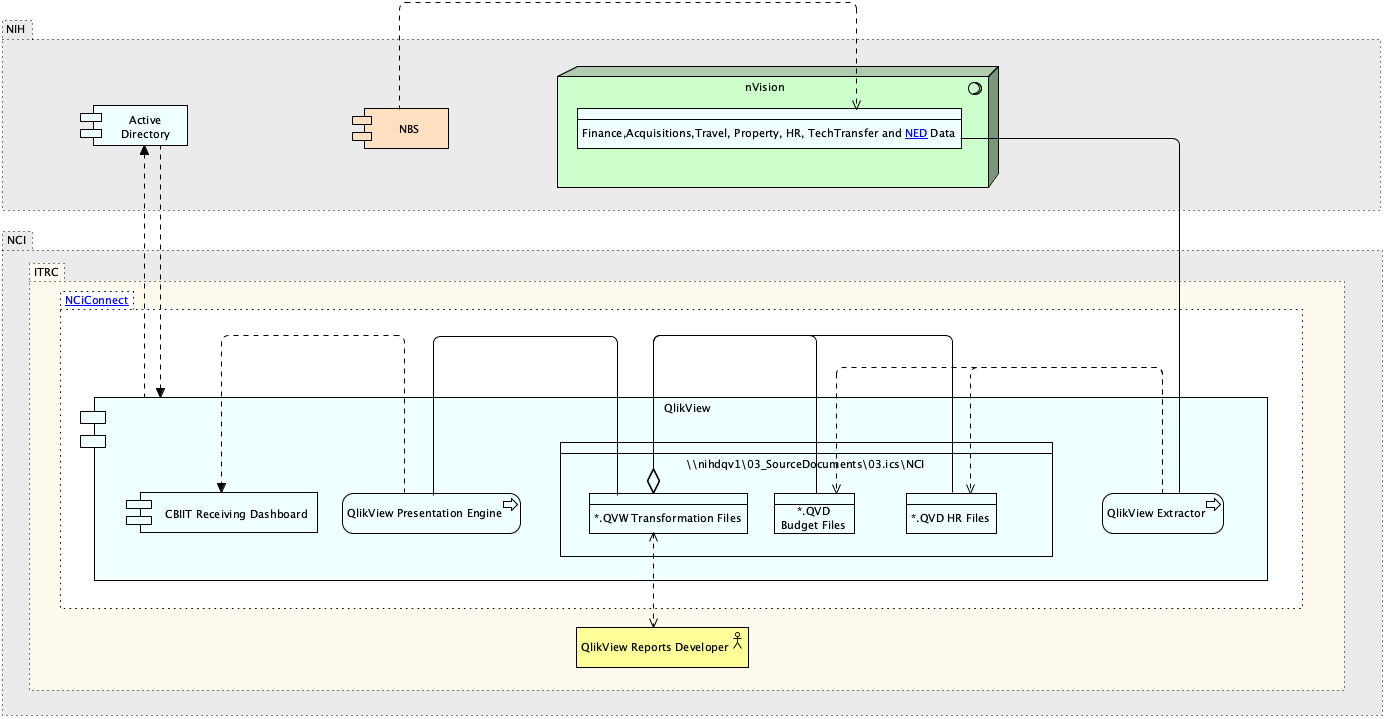 NIH
Active
Directory
NBS
nVision
Finance,Acquisitions,Travel, Property, HR, TechTransfer and NED Data
NCI
ITRC
NCiConnect
QlikView
\\nihdqv1\03_SourceDocuments\03.ics\NCI
CBIIT Receiving Dashboard
QlikView Presentation Engine
*.QVW Transformation Files
*.QVD
Budget Files
*.QVD HR Files
QlikView Extractor
QlikView Reports Developer